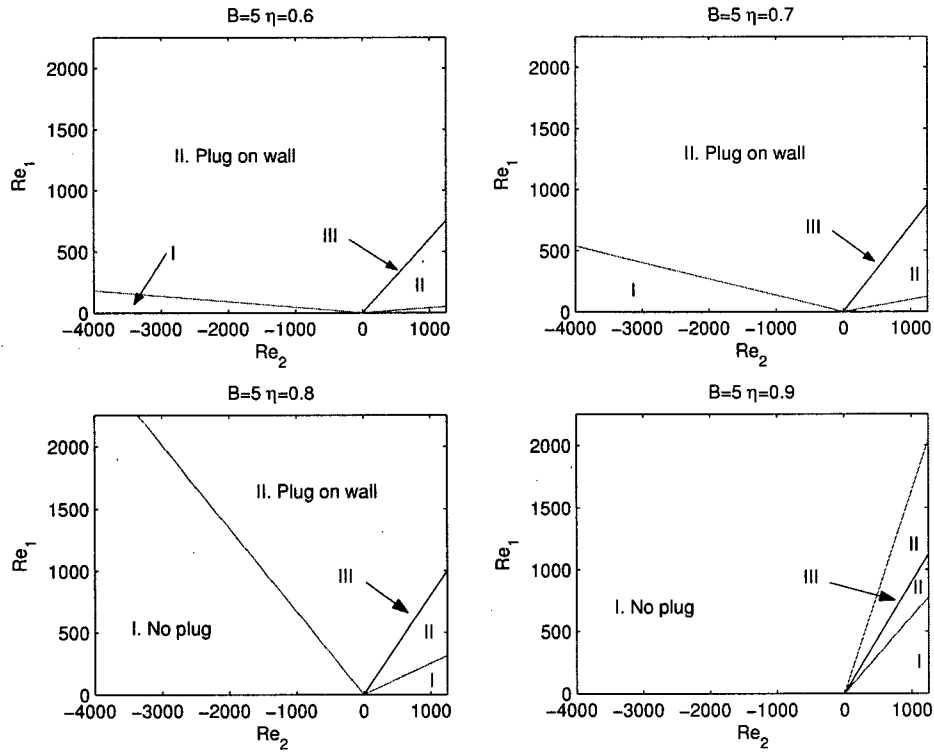 B=5 η=0.6
2000
1500
1000
500
0
Re1
II. Plug on wall
III
I
II
−4000 −3000 −2000 −1000 0 1000
Re2
B=5 η=0.7
2000
1500
1000
500
0
Re1
II. Plug on wall
III
II
I
−4000 −3000 −2000 −1000 0 1000
Re2
B=5 η=0.8
2000
1500
1000
500
0
Re1
II. Plug on wall
III
I. No plug
II
I
−4000 −3000 −2000 −1000 0 1000
Re2
B=5 η=0.9
2000
1500
1000
500
0
Re1
II
III
II
I. No plug
I
−4000 −3000 −2000 −1000 0 1000
Re2